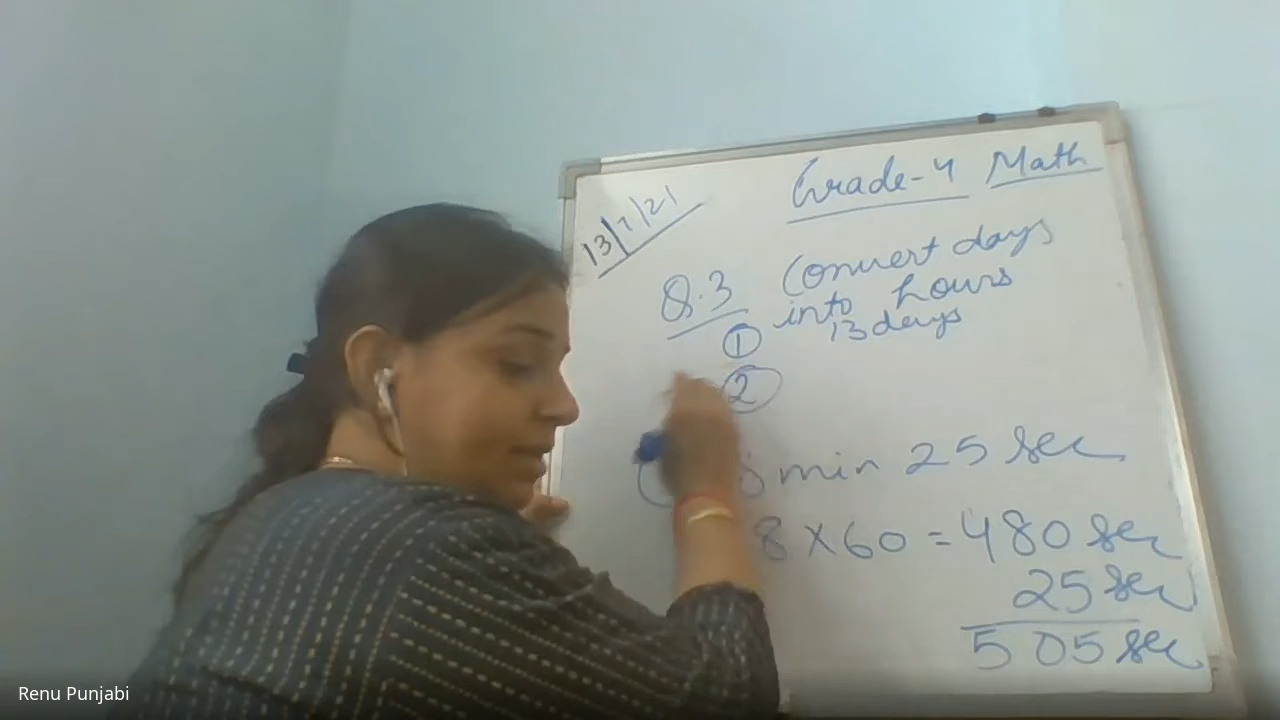 Grade-4 Math
13/7/21
Q.3 Convert days
into hours
① 13 days
②
8 min 25 sec
8 × 60 = 480 sec
25 sec
505 sec
Renu Punjabi